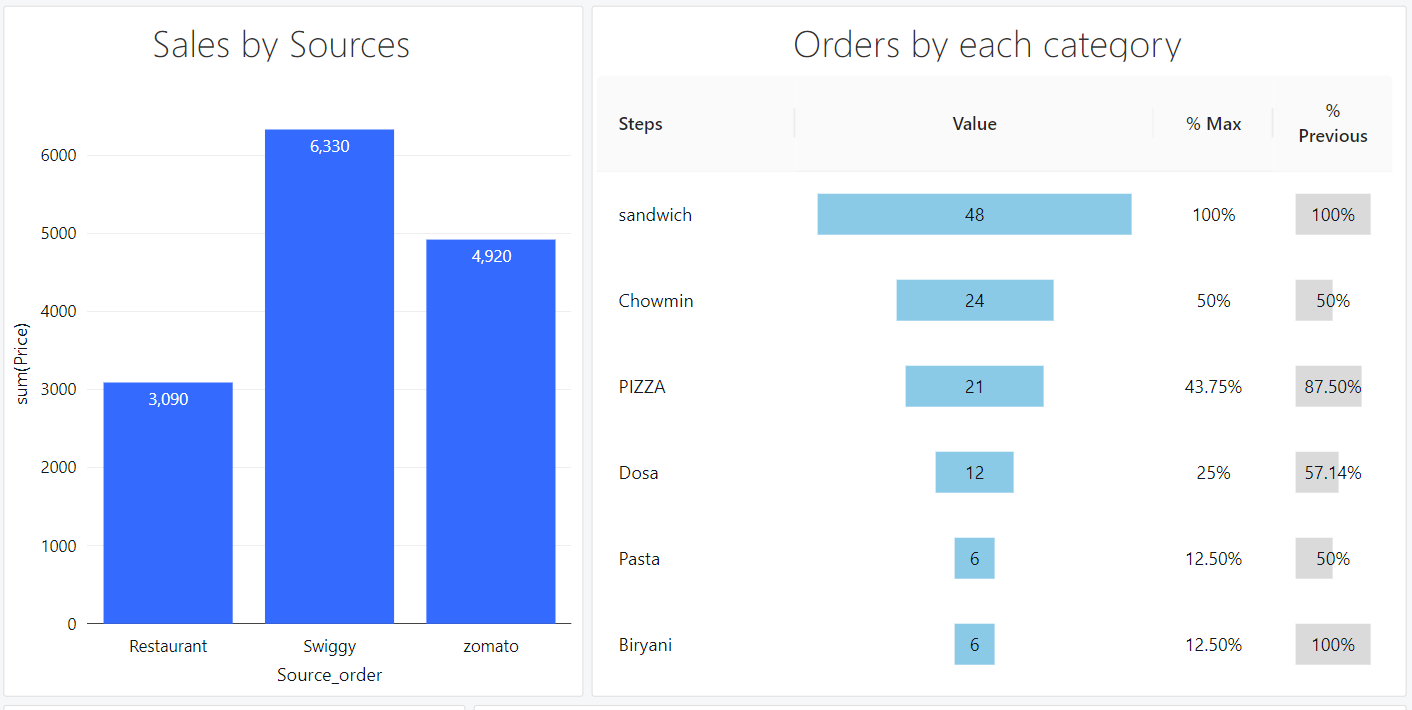 Sales by Sources
6000
5000
4000
3000
2000
1000
0
sum(Price)
3,090
6,330
4,920
Restaurant Swiggy zomato
Source_order
Orders by each category
Steps Value % Max % Previous
sandwich 48 100% 100%
Chowmin 24 50% 50%
PIZZA 21 43.75% 87.50%
Dosa 12 25% 57.14%
Pasta 6 12.50% 50%
Biryani 6 12.50% 100%